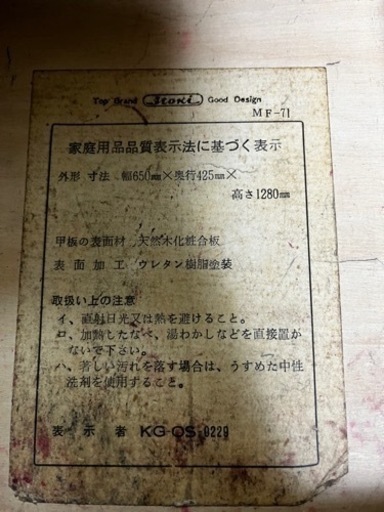 Top Brand Itoki Good Design
MF-71
家庭用品品質表示法に基づく表示
外形 寸法 幅650㎜×奥行425㎜×
高さ1280㎜
甲板の表面材 天然木化粧合板
表面加工 ウレタン樹脂塗装
取扱い上の注意
イ、直射日光又は熱を避けること。
ロ、加熱したなべ、湯わかしなどを直接置か
ないで下さい。
ハ、著しい汚れを落す場合は、うすめた中性
洗剤を使用すること。
表示者 KG-OS-0229